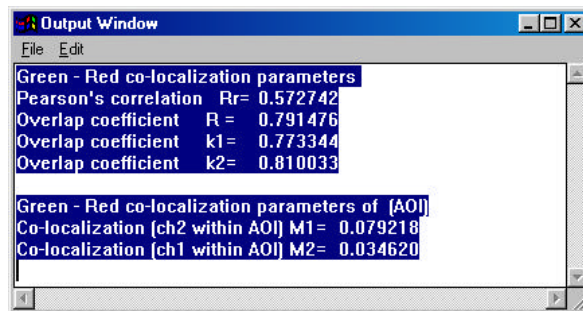 Output Window
File Edit
Green - Red co-localization parameters
Pearson's correlation Rr= 0.572742
Overlap coefficient R = 0.791476
Overlap coefficient k1= 0.773344
Overlap coefficient k2= 0.810033
Green - Red co-localization parameters of (AOI)
Co-localization (ch2 within AOI) M1= 0.079218
Co-localization (ch1 within AOI) M2= 0.034620